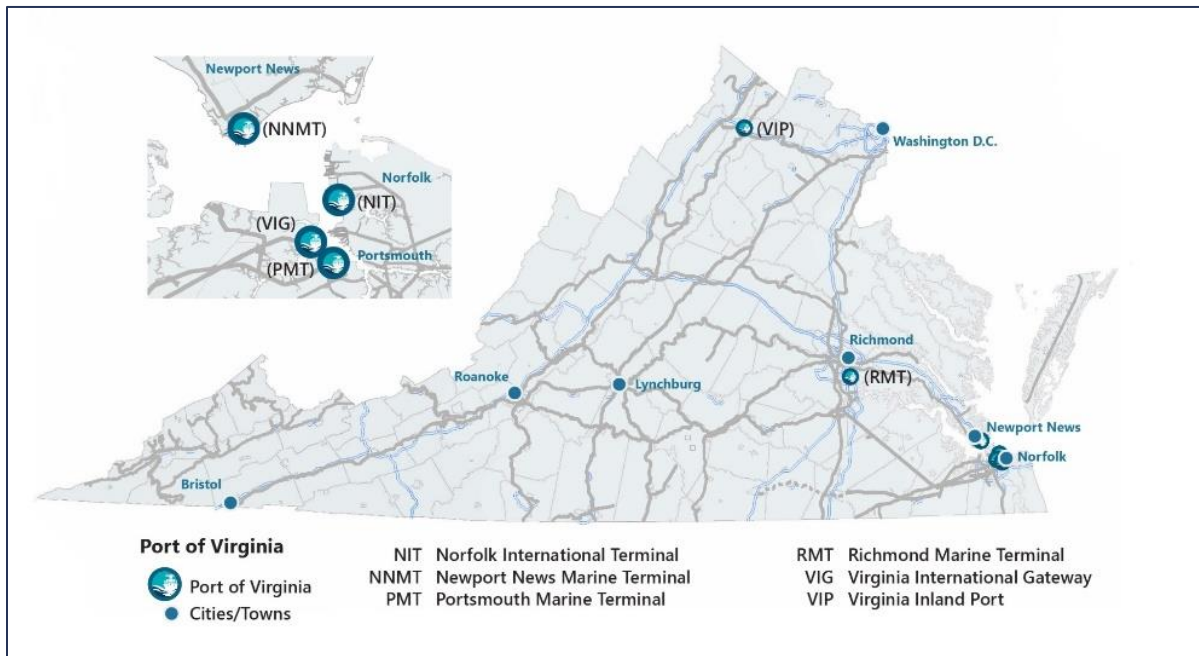 Newport News
(NNMT)
Norfolk
(NIT)
(VIG)
Portsmouth
(PMT)
(VIP)
Washington D.C.
Richmond
(RMT)
Roanoke
Lynchburg
Newport News
Norfolk
Bristol
Port of Virginia
Port of Virginia
Cities/Towns
NIT Norfolk International Terminal
NNMT Newport News Marine Terminal
PMT Portsmouth Marine Terminal
RMT Richmond Marine Terminal
VIG Virginia International Gateway
VIP Virginia Inland Port